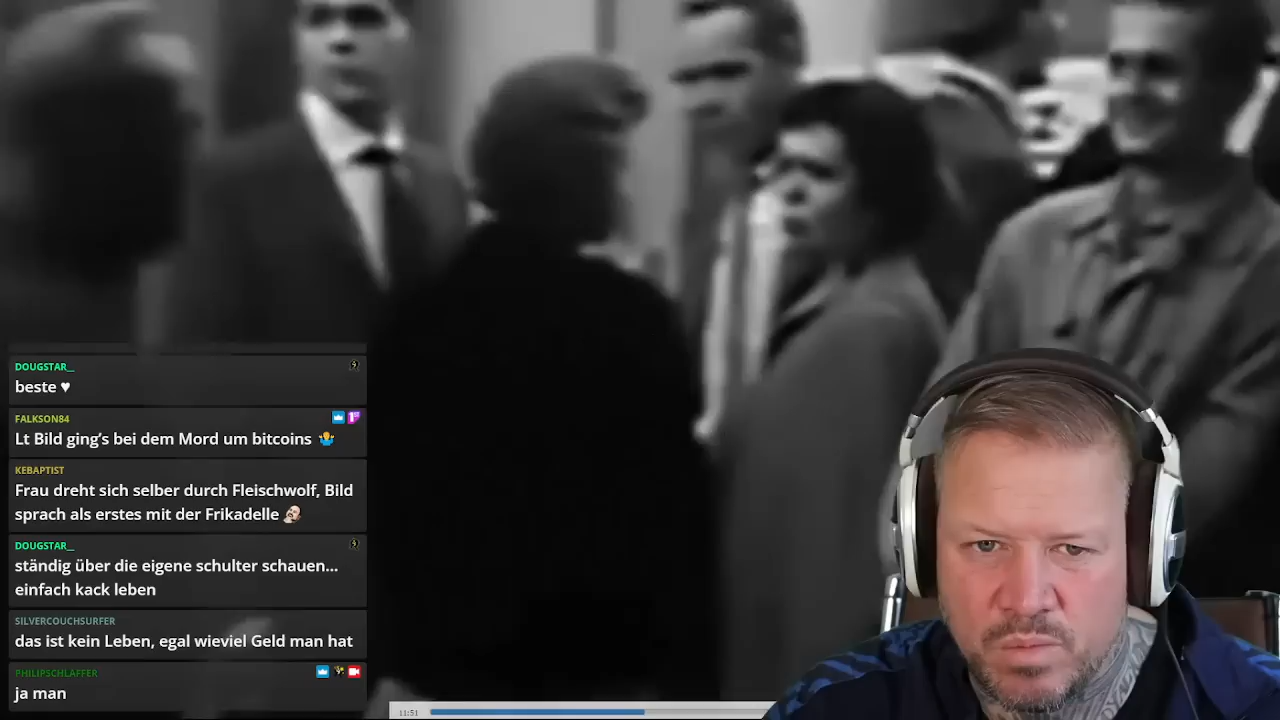 DOUGSTAR__
beste ♥
FALKSON84
Lt Bild ging's bei dem Mord um bitcoins 🤷
KEBAPTIST
Frau dreht sich selber durch Fleischwolf, Bild
sprach als erstes mit der Frikadelle
DOUGSTAR__
ständig über die eigene schulter schauen...
einfach kack leben
SILVERCOUCHSURFER
das ist kein Leben, egal wieviel Geld man hat
PHILIPSCHLAFFER
ja man
11:51